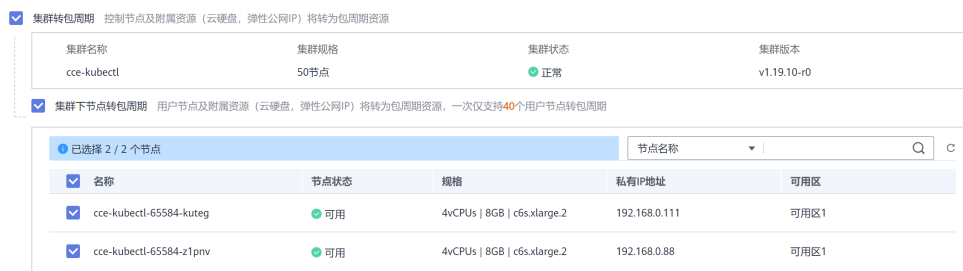 集群转包周期 控制节点及附属资源（云硬盘，弹性公网IP）将转为包周期资源
集群名称 集群规格 集群状态 集群版本
cce-kubectl 50节点 正常 v1.19.10-r0
集群下节点转包周期 用户节点及附属资源（云硬盘，弹性公网IP）将转为包周期资源，一次仅支持40个用户节点转包周期
已选择 2 / 2 个节点 节点名称
名称 节点状态 规格 私有IP地址 可用区
cce-kubectl-65584-kuteg 可用 4vCPUs | 8GB | c6s.xlarge.2 192.168.0.111 可用区1
cce-kubectl-65584-z1pnv 可用 4vCPUs | 8GB | c6s.xlarge.2 192.168.0.88 可用区1